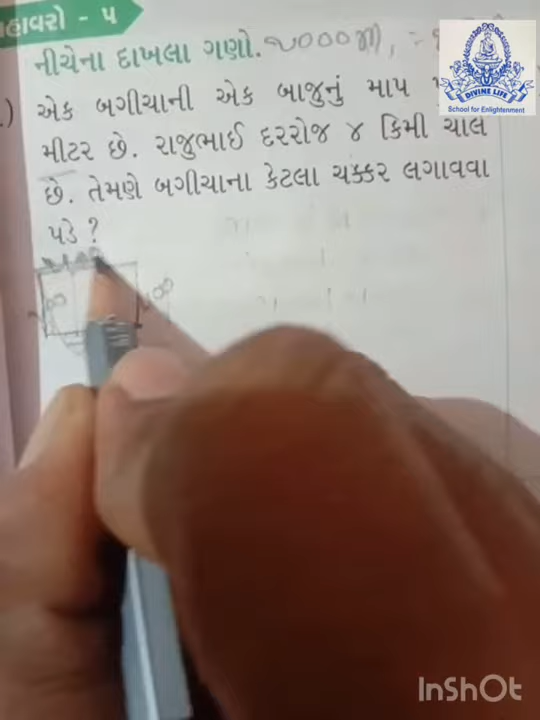 મહાવરો - ૫
નીચેના દાખલા ગણો.
એક બગીચાની એક બાજુનું માપ
મીટર છે. રાજુભાઈ દરરોજ ૪ કિમી ચાલે
છે. તેમણે બગીચાના કેટલા ચક્કર લગાવવા
પડે ?
DIVINE LIFE
School for Enlightenment
InShOt